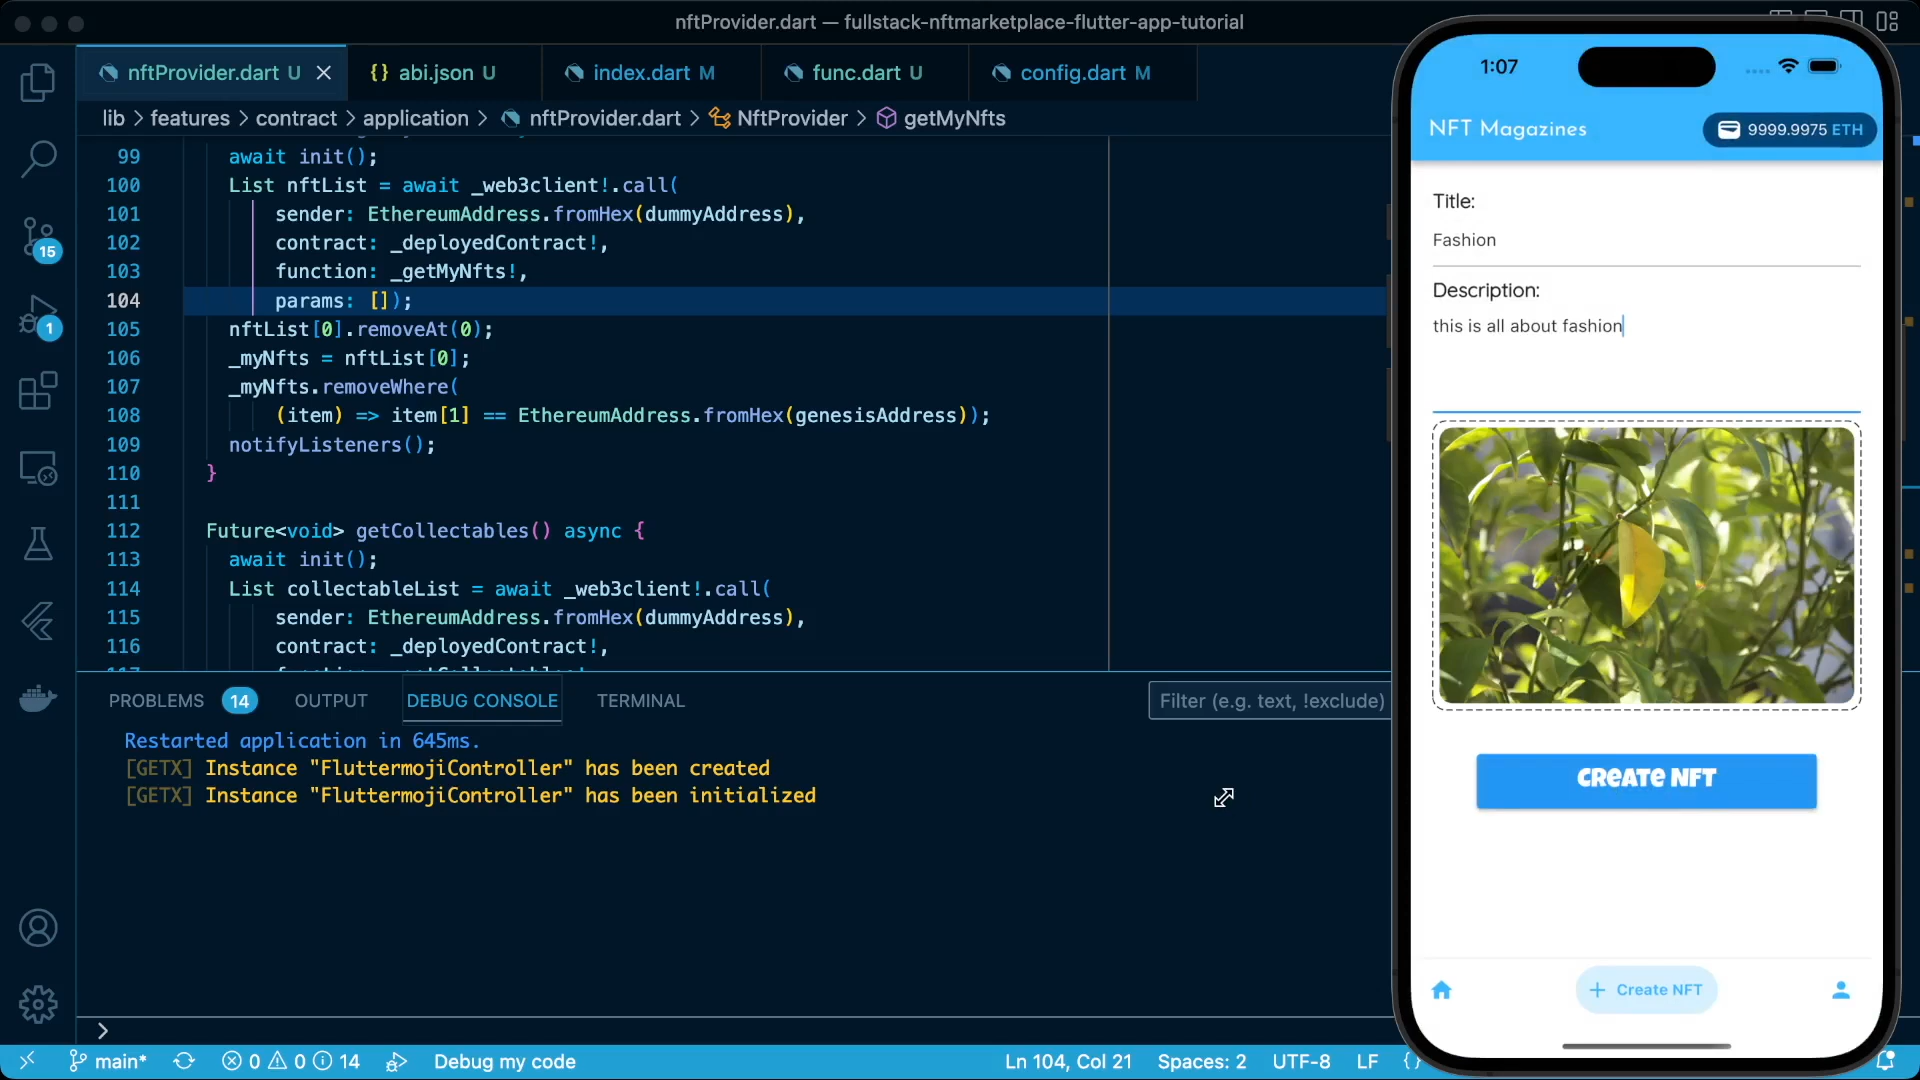 nftProvider.dart — fullstack-nftmarketplace-flutter-app-tutorial
nftProvider.dart U
{} abi.json U
index.dart M
func.dart U
config.dart M
lib > features > contract > application > nftProvider.dart > NftProvider > getMyNfts
99 await init();
100 List nftList = await _web3client!.call(
101 sender: EthereumAddress.fromHex(dummyAddress),
102 contract: _deployedContract!,
103 function: _getMyNfts!,
104 params: []);
105 nftList[0].removeAt(0);
106 _myNfts = nftList[0];
107 _myNfts.removeWhere(
108 (item) => item[1] == EthereumAddress.fromHex(genesisAddress));
109 notifyListeners();
110 }
111
112 Future<void> getCollectables() async {
113 await init();
114 List collectableList = await _web3client!.call(
115 sender: EthereumAddress.fromHex(dummyAddress),
116 contract: _deployedContract!,
15
1
PROBLEMS 14 OUTPUT DEBUG CONSOLE TERMINAL
Filter (e.g. text, !exclude)
Restarted application in 645ms.
[GETX] Instance "FluttermojiController" has been created
[GETX] Instance "FluttermojiController" has been initialized
>
main* 0 0 14 Debug my code
Ln 104, Col 21 Spaces: 2 UTF-8 LF
1:07
NFT Magazines
9999.9975 ETH
Title:
Fashion
Description:
this is all about fashion
Create NFT
+ Create NFT